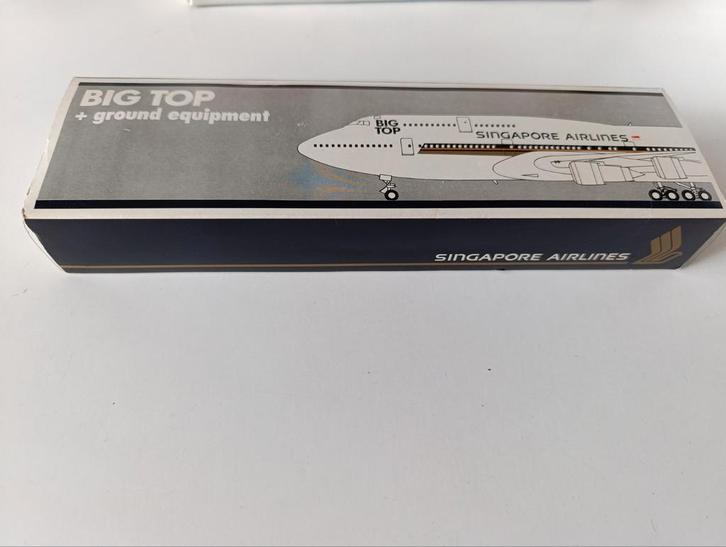 BIG TOP
+ ground equipment
BIG
TOP
SINGAPORE AIRLINES
SINGAPORE AIRLINES